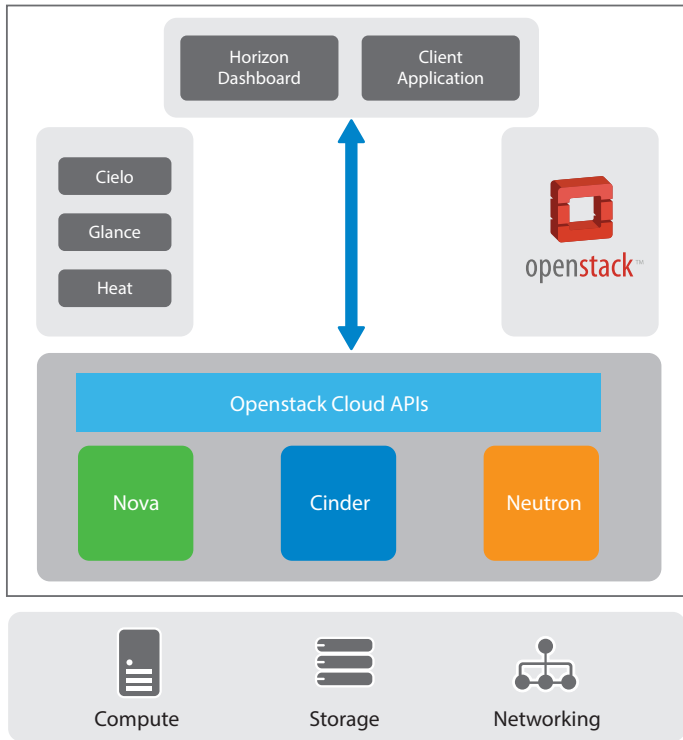 Horizon
Dashboard
Client
Application
Cielo
Glance
Heat
openstack™
Openstack Cloud APIs
Nova
Cinder
Neutron
Compute
Storage
Networking